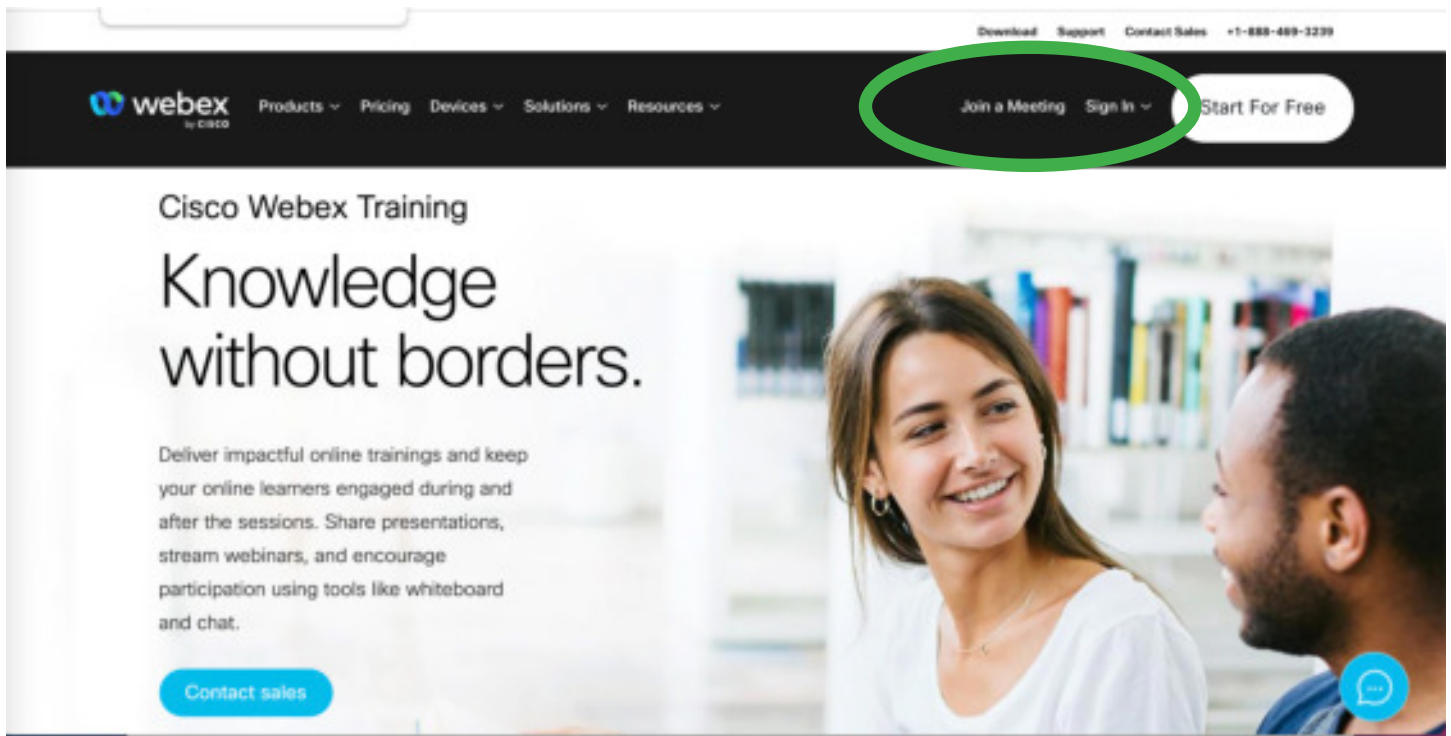 Download Support Contact Sales +1-888-469-3239
webex Products Pricing Devices Solutions Resources Join a Meeting Sign In Start For Free
by CISCO
Cisco Webex Training
Knowledge
without borders.
Deliver impactful online trainings and keep
your online learners engaged during and
after the sessions. Share presentations,
stream webinars, and encourage
participation using tools like whiteboard
and chat.
Contact sales